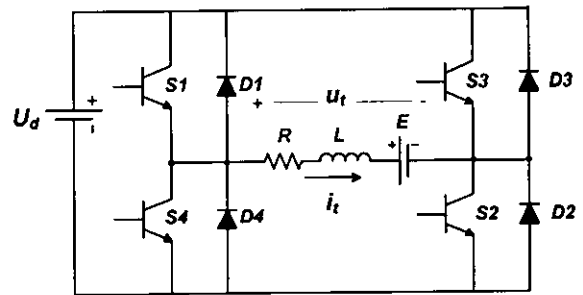 S1
D1
S3
D3
+
u_t
-
U_d
+
R
L
E
+
-
i_t
S4
D4
S2
D2